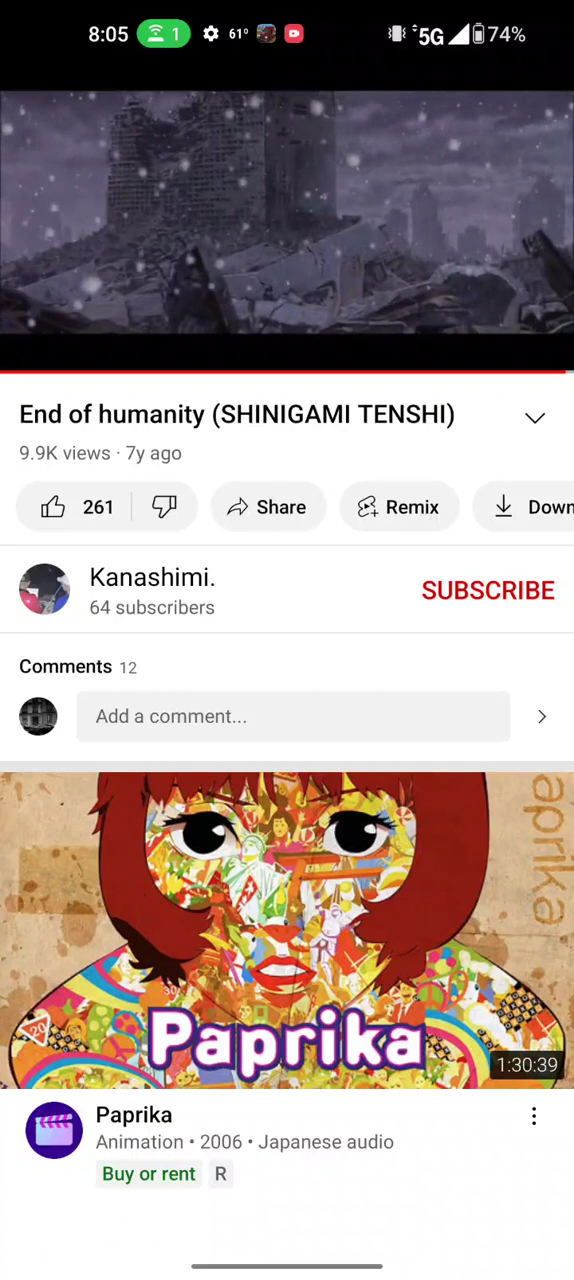 8:05 1 61° 5G 74%
End of humanity (SHINIGAMI TENSHI)
9.9K views · 7y ago
261 Share Remix Down
Kanashimi.
64 subscribers
SUBSCRIBE
Comments 12
Add a comment...
aprika
30
20
Paprika
1:30:39
Paprika
Animation • 2006 • Japanese audio
Buy or rent R